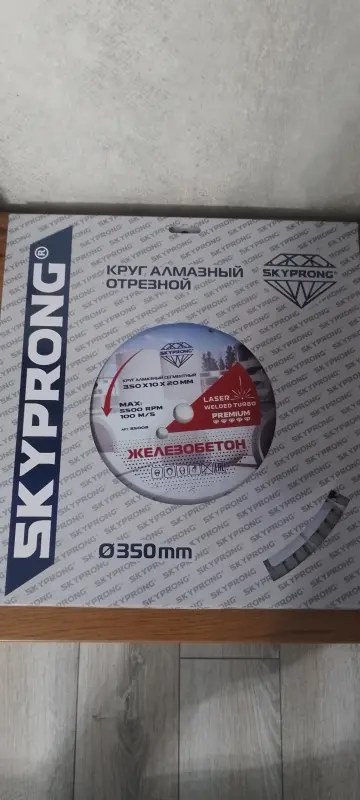 SKYPRONG®
КРУГ АЛМАЗНЫЙ
ОТРЕЗНОЙ
SKYPRONG
SKYPRONG
КРУГ АЛМАЗНЫЙ СЕГМЕНТНЫЙ
350 X 10 X 20 MM
MAX:
5500 RPM
100 M/S
LASER
WELDED TURBO
PREMIUM
ЖЕЛЕЗОБЕТОН
Ø350mm